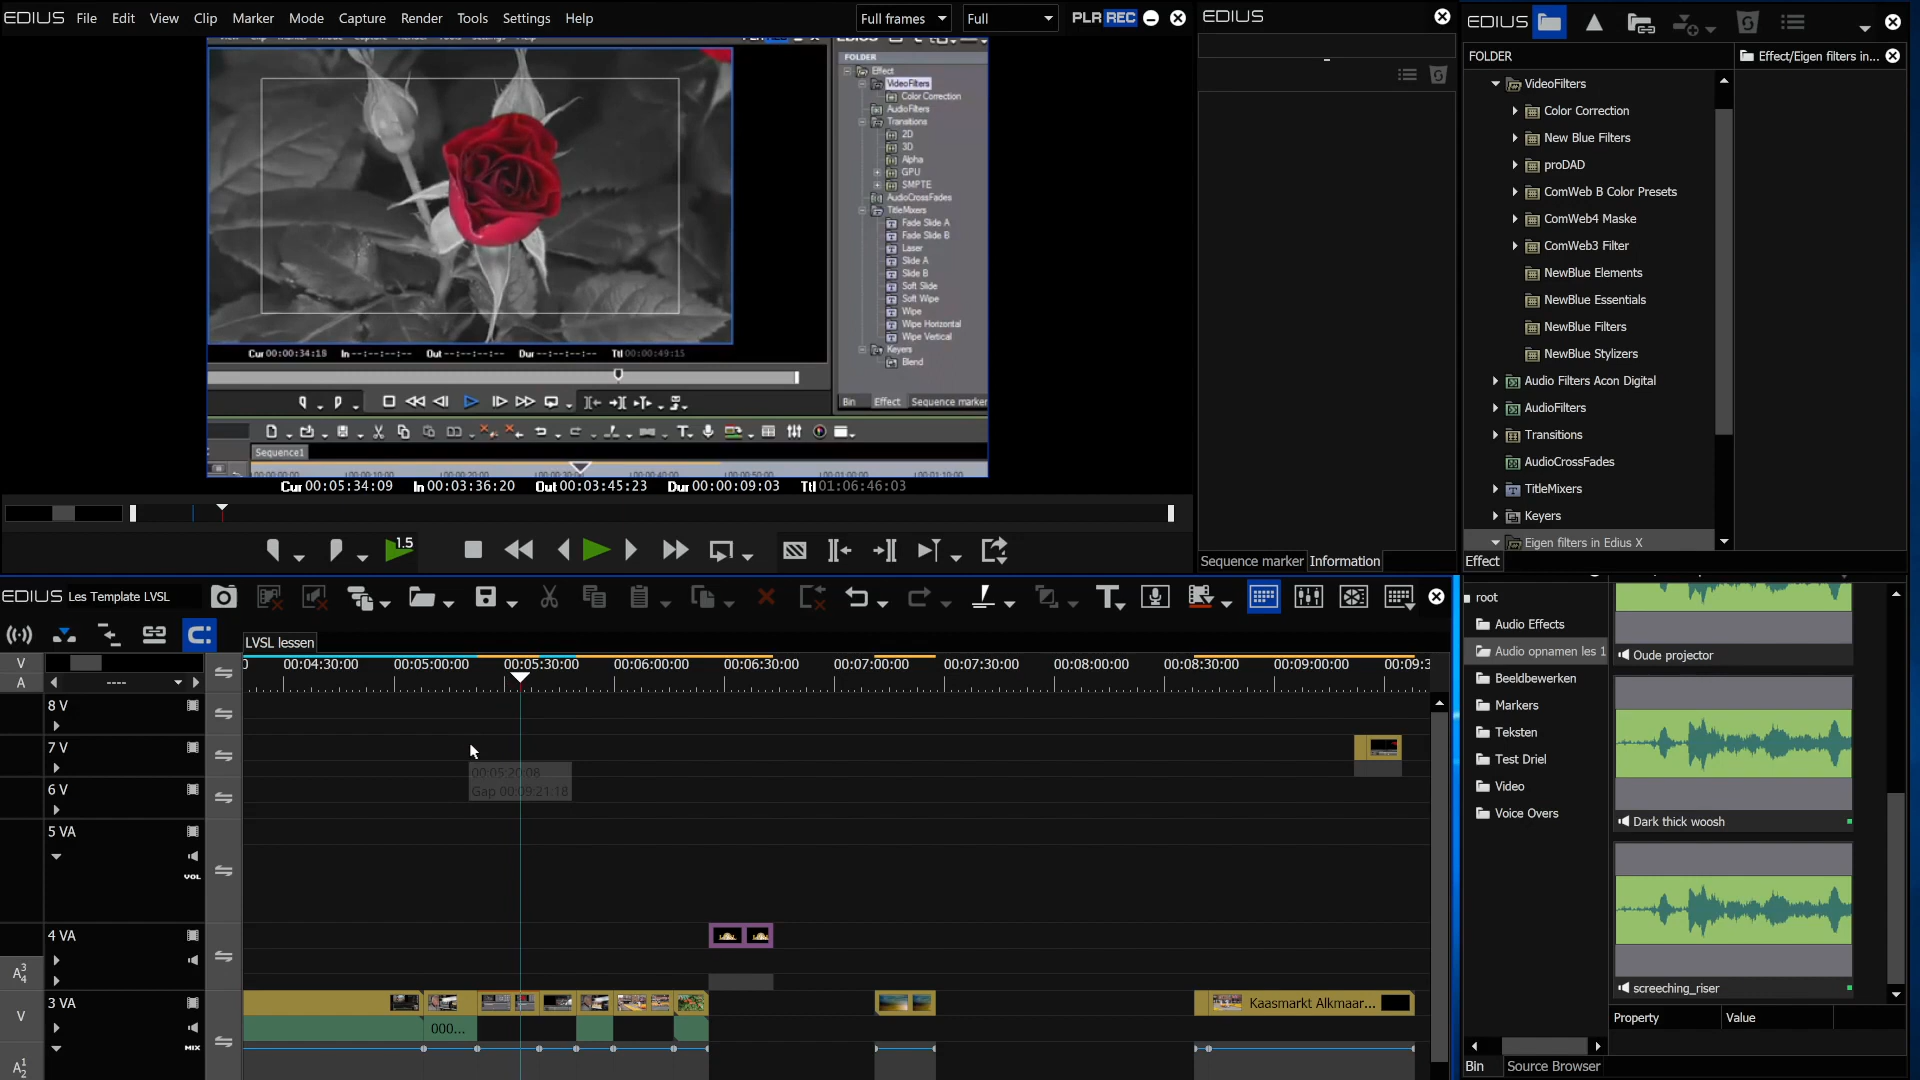 EDIUS File Edit View Clip Marker Mode Capture Render Tools Settings Help
Full frames Full PLR REC
FOLDER
Effect
VideoFilters
Color Correction
AudioFilters
Transitions
2D
3D
Alpha
GPU
SMPTE
AudioCrossFades
TitleMixers
Fade Slide A
Fade Slide B
Laser
Slide A
Slide B
Soft Slide
Soft Wipe
Wipe
Wipe Horizontal
Wipe Vertical
Keyers
Blend
Cur 00:00:34:18 In --:--:--:-- Out --:--:--:-- Dur --:--:--:-- Ttl 00:00:49:15
Bin Effect Sequence marker
Sequence1
Cur 00:05:34:09 In 00:03:36:20 Out 00:03:45:23 Dur 00:00:09:03 Ttl 01:06:46:03
1.5
EDIUS
Sequence marker Information
EDIUS
FOLDER
Effect/Eigen filters in...
VideoFilters
Color Correction
New Blue Filters
proDAD
ComWeb B Color Presets
ComWeb4 Maske
ComWeb3 Filter
NewBlue Elements
NewBlue Essentials
NewBlue Filters
NewBlue Stylizers
Audio Filters Acon Digital
AudioFilters
Transitions
AudioCrossFades
TitleMixers
Keyers
Eigen filters in Edius X
Effect
EDIUS Les Template LVSL
LVSL lessen
V
A
----
0 00:04:30:00 00:05:00:00 00:05:30:00 00:06:00:00 00:06:30:00 00:07:00:00 00:07:30:00 00:08:00:00 00:08:30:00 00:09:00:00 00:09:3
8 V
7 V
00:05:20:08
Gap 00:09:21:18
6 V
5 VA
VOL
4 VA
A 3 4
3 VA
V
000...
Kaasmarkt Alkmaar...
MIX
A 1 2
root
Audio Effects
Audio opnamen les 1
Beeldbewerken
Markers
Teksten
Test Driel
Video
Voice Overs
Oude projector
Dark thick woosh
screeching_riser
Property Value
Bin Source Browser